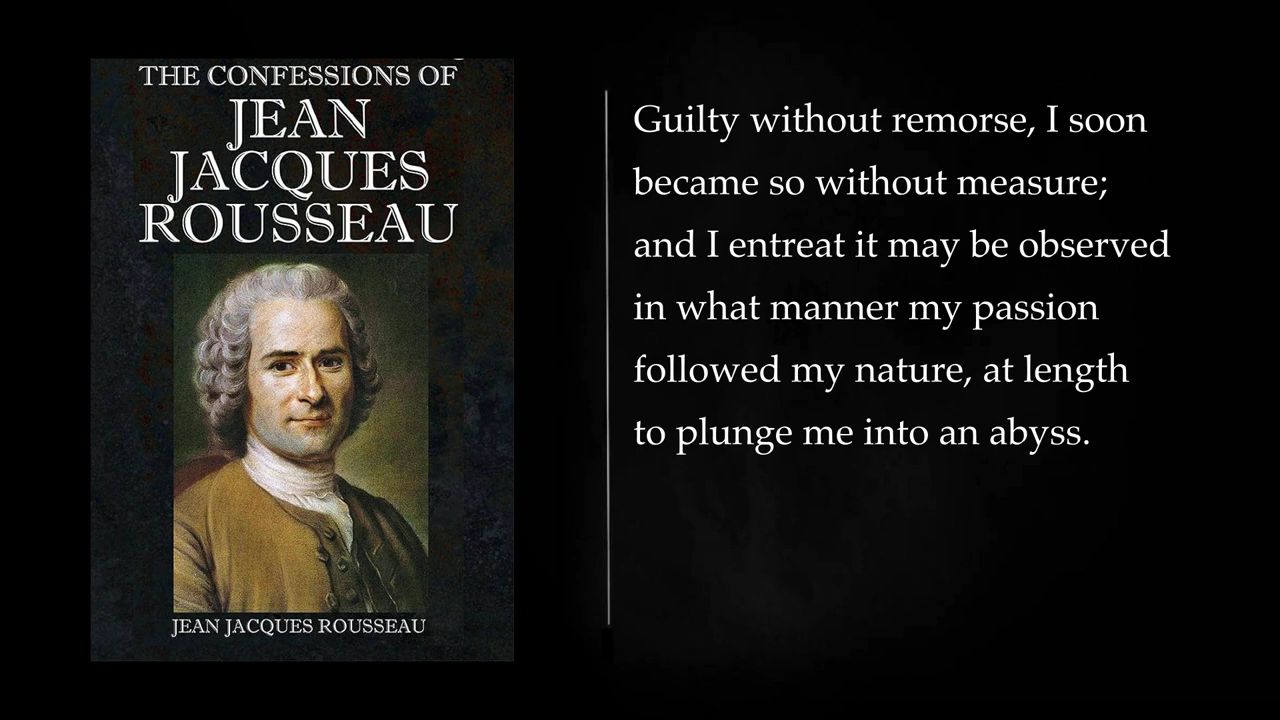 THE CONFESSIONS OF
JEAN
JACQUES
ROUSSEAU
JEAN JACQUES ROUSSEAU
Guilty without remorse, I soon
became so without measure;
and I entreat it may be observed
in what manner my passion
followed my nature, at length
to plunge me into an abyss.